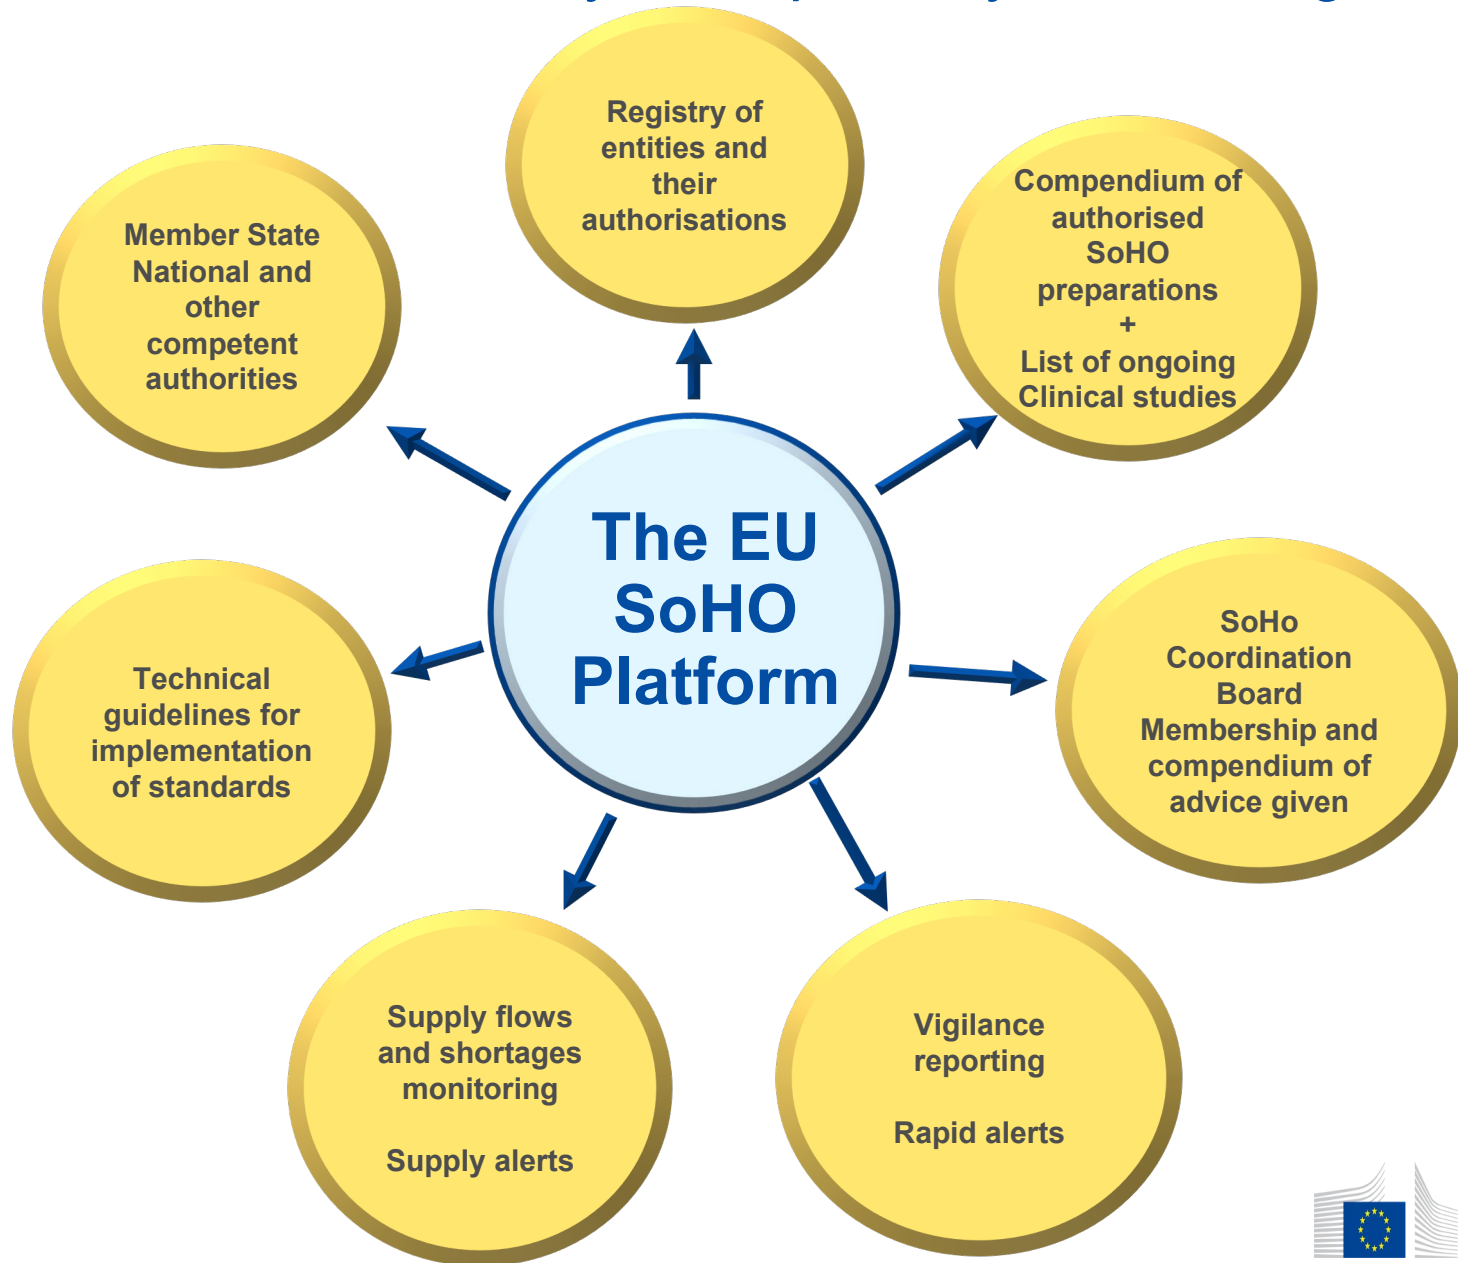 Registry of
entities and
their
authorisations
Compendium of
authorised
SoHO
preparations
+
List of ongoing
Clinical studies
Member State
National and
other
competent
authorities
The EU
SoHO
Platform
SoHo
Coordination
Board
Membership and
compendium of
advice given
Technical
guidelines for
implementation
of standards
Supply flows
and shortages
monitoring
Supply alerts
Vigilance
reporting
Rapid alerts